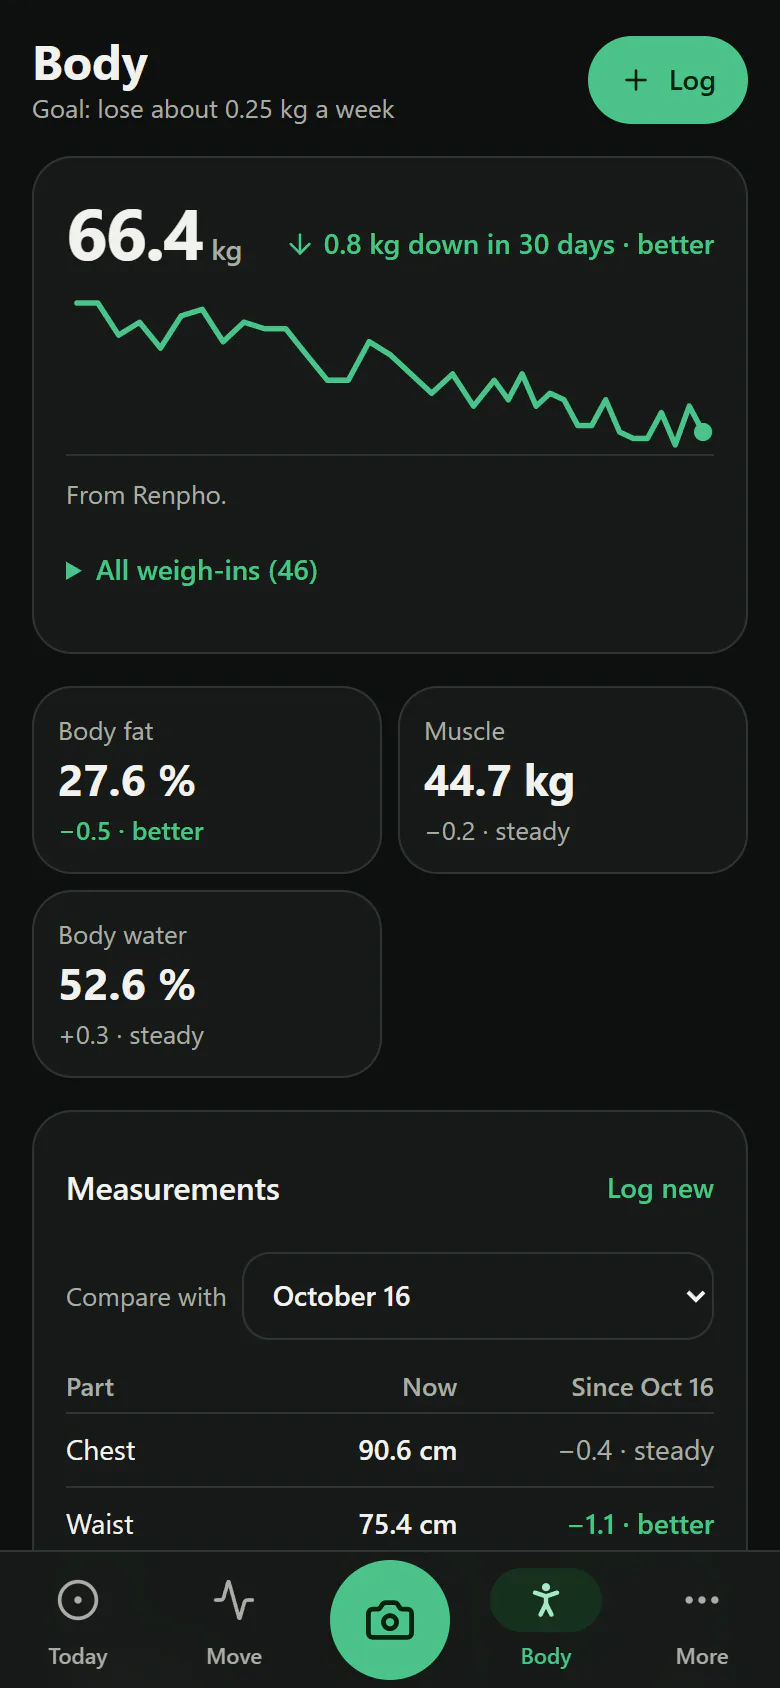 Body
Goal: lose about 0.25 kg a week
+ Log
66.4 kg
↓ 0.8 kg down in 30 days · better
From Renpho.
▶ All weigh-ins (46)
Body fat
27.6 %
−0.5 · better
Muscle
44.7 kg
−0.2 · steady
Body water
52.6 %
+0.3 · steady
Measurements
Log new
Compare with
October 16
Part Now Since Oct 16
Chest 90.6 cm −0.4 · steady
Waist 75.4 cm −1.1 · better
Today
Move
Body
More